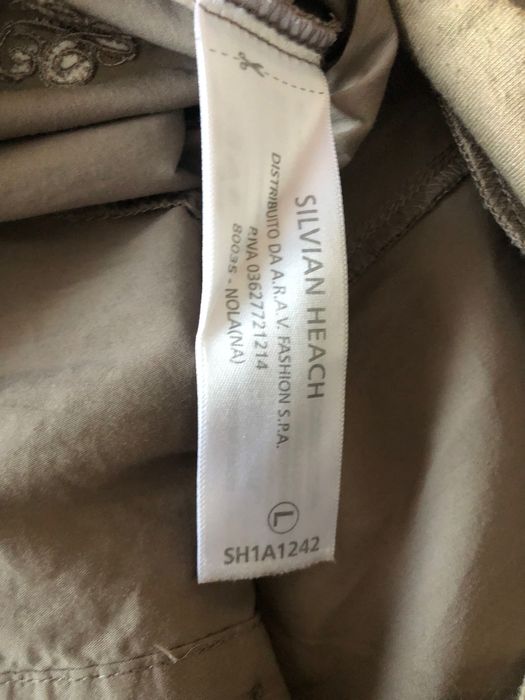 SILVIAN HEACH
DISTRIBUITO DA A.R.A.V. FASHION S.P.A.
P.IVA 03627721214
80035 - NOLA(NA)
L
SH1A1242